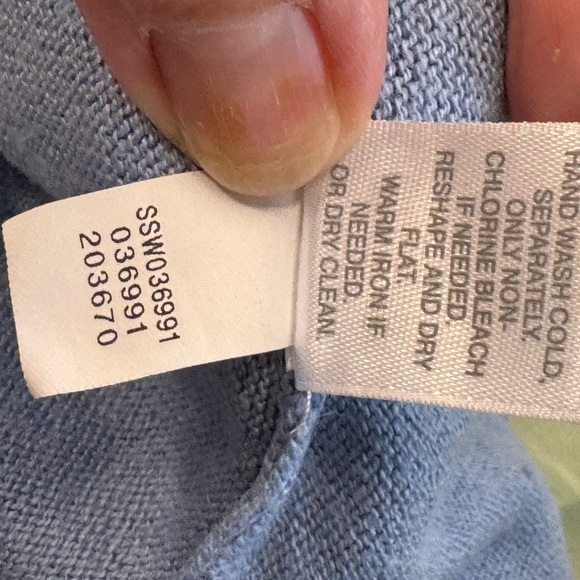 SSW036991
036991
203670
HAND WASH COLD,
SEPARATELY.
ONLY NON-
CHLORINE BLEACH
IF NEEDED.
RESHAPE AND DRY
FLAT.
WARM IRON IF
NEEDED.
OR DRY CLEAN